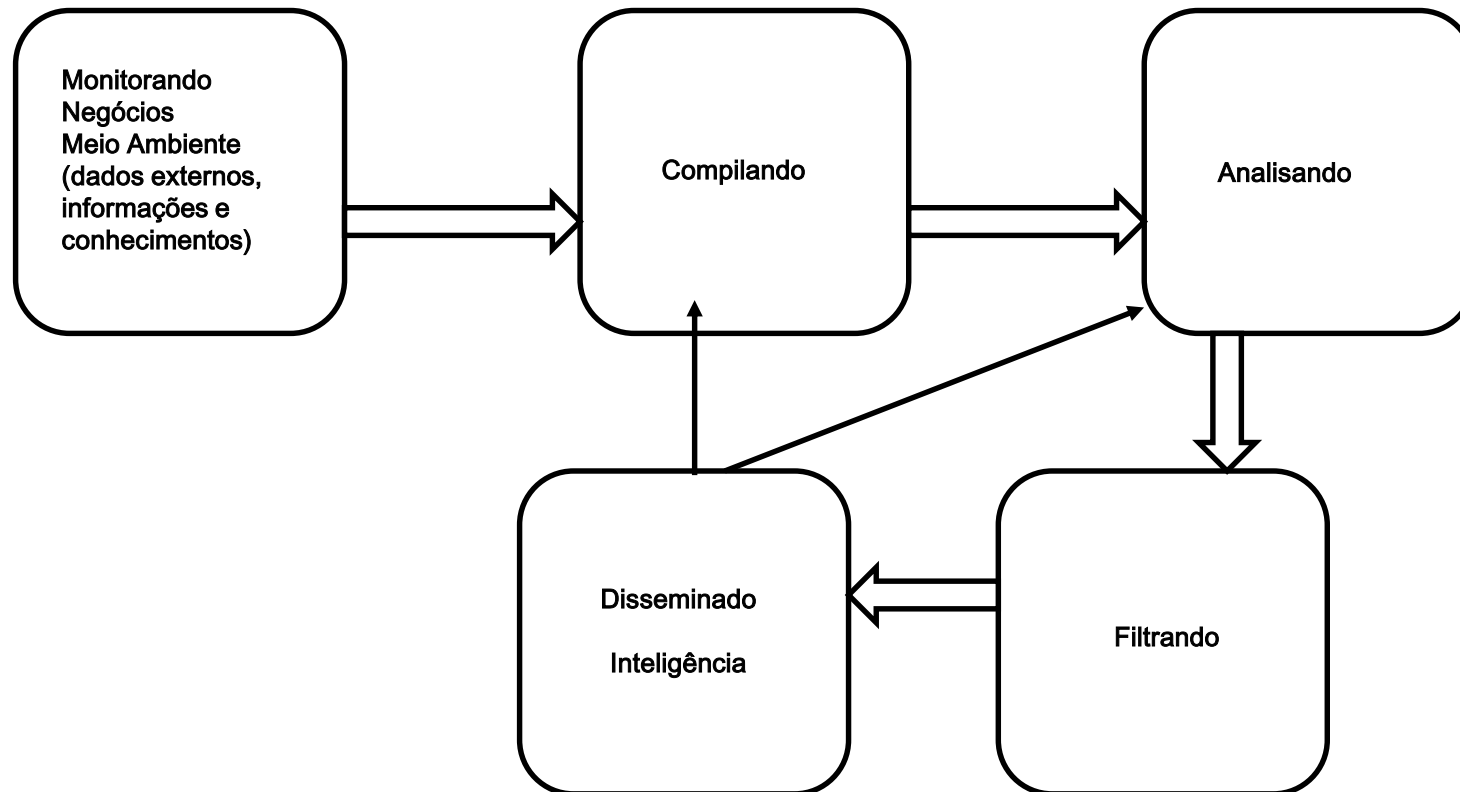 Monitorando
Negócios
Meio Ambiente
(dados externos,
informações e
conhecimentos)
Compilando
Analisando
Disseminado
Inteligência
Filtrando